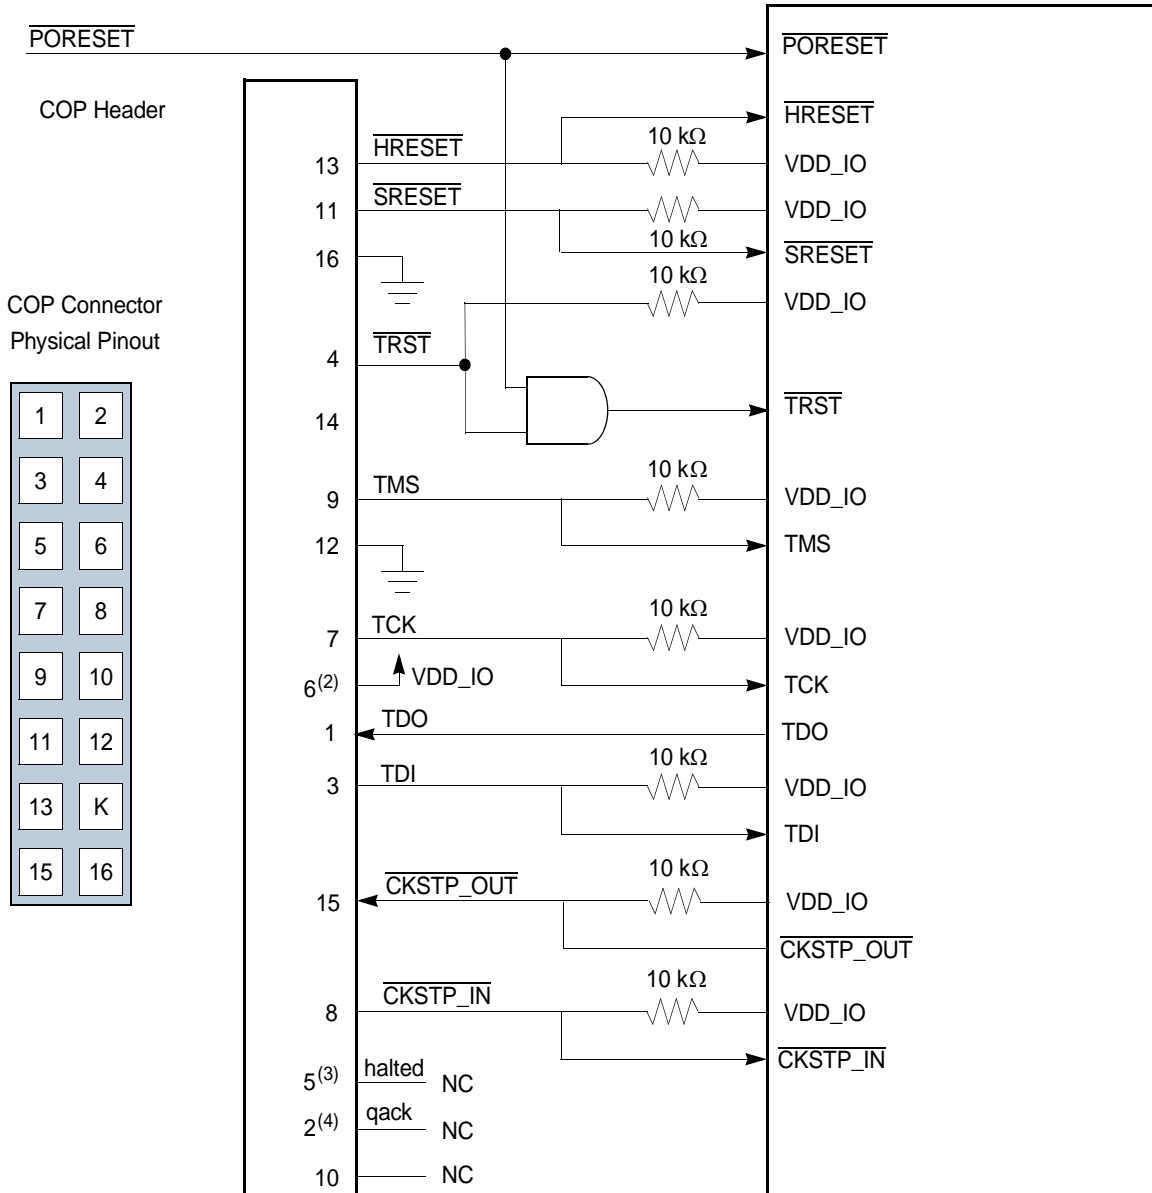 PORESET
PORESET
COP Header
HRESET
10 kΩ
13
HRESET
VDD_IO
11
SRESET
VDD_IO
10 kΩ
SRESET
16
10 kΩ
VDD_IO
COP Connector
Physical Pinout
4
TRST
TRST
14
10 kΩ
9
TMS
VDD_IO
12
TMS
10 kΩ
7
TCK
VDD_IO
6(2)
VDD_IO
TCK
1
TDO
TDO
10 kΩ
3
TDI
VDD_IO
TDI
10 kΩ
15
CKSTP_OUT
VDD_IO
CKSTP_OUT
10 kΩ
8
CKSTP_IN
VDD_IO
CKSTP_IN
5(3) halted NC
2(4) qack NC
10 NC
1 2
3 4
5 6
7 8
9 10
11 12
13 K
15 16